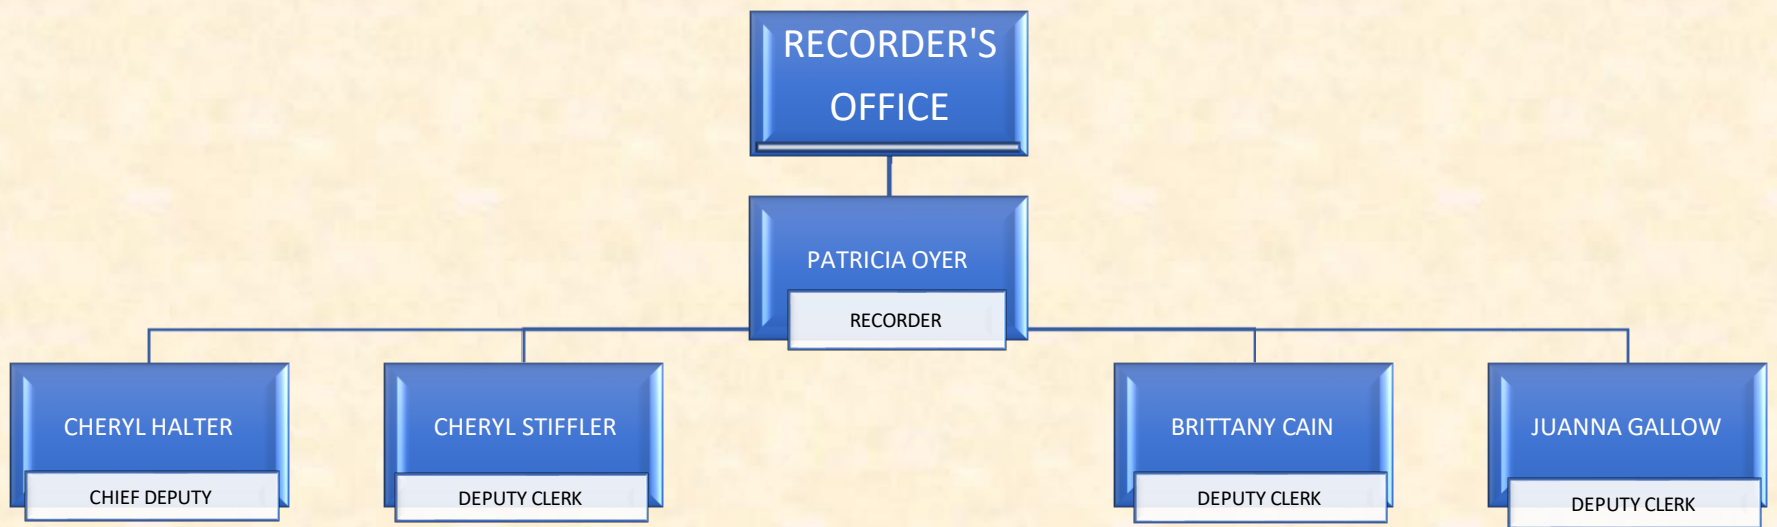 RECORDER'S
OFFICE
PATRICIA OYER
RECORDER
CHERYL HALTER
CHIEF DEPUTY
CHERYL STIFFLER
DEPUTY CLERK
BRITTANY CAIN
DEPUTY CLERK
JUANNA GALLOW
DEPUTY CLERK